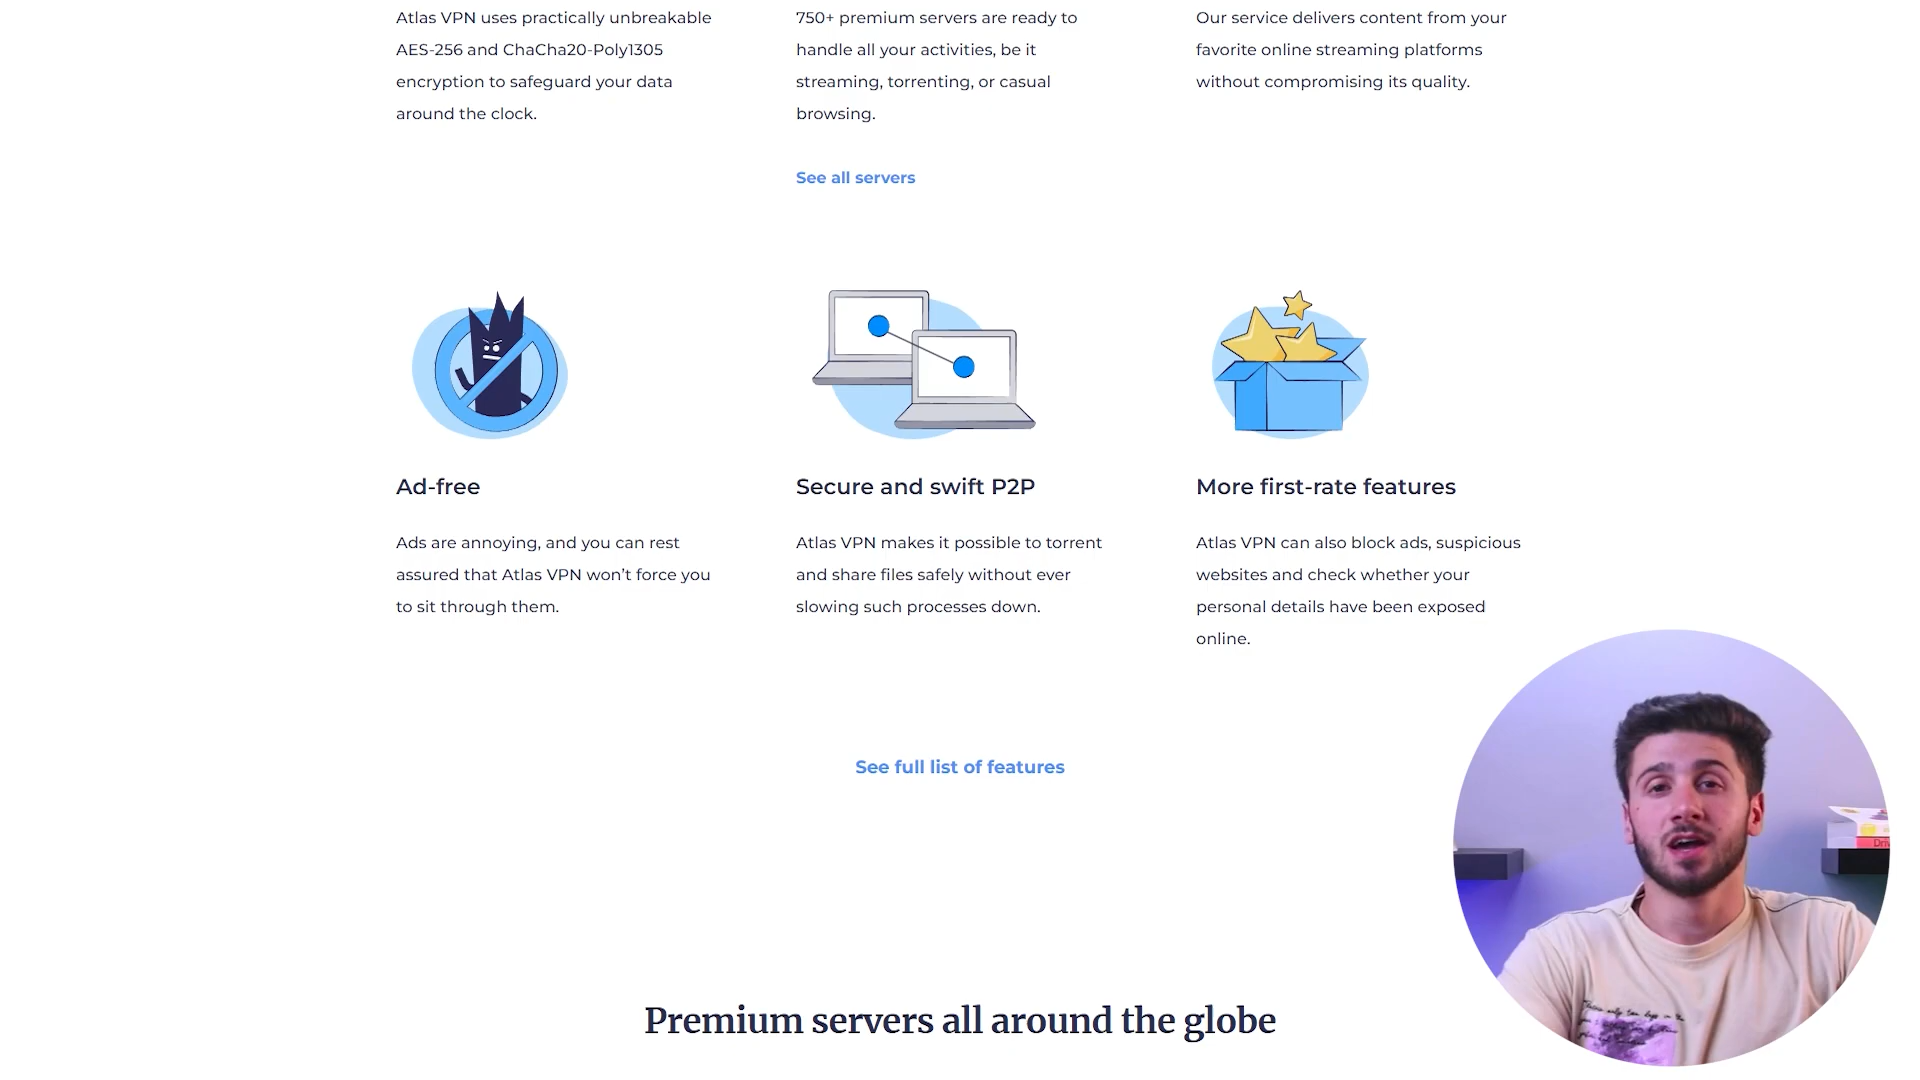 Atlas VPN uses practically unbreakable
AES-256 and ChaCha20-Poly1305
encryption to safeguard your data
around the clock.
750+ premium servers are ready to
handle all your activities, be it
streaming, torrenting, or casual
browsing.
See all servers
Our service delivers content from your
favorite online streaming platforms
without compromising its quality.
Ad-free
Ads are annoying, and you can rest
assured that Atlas VPN won’t force you
to sit through them.
Secure and swift P2P
Atlas VPN makes it possible to torrent
and share files safely without ever
slowing such processes down.
More first-rate features
Atlas VPN can also block ads, suspicious
websites and check whether your
personal details have been exposed
online.
See full list of features
Premium servers all around the globe